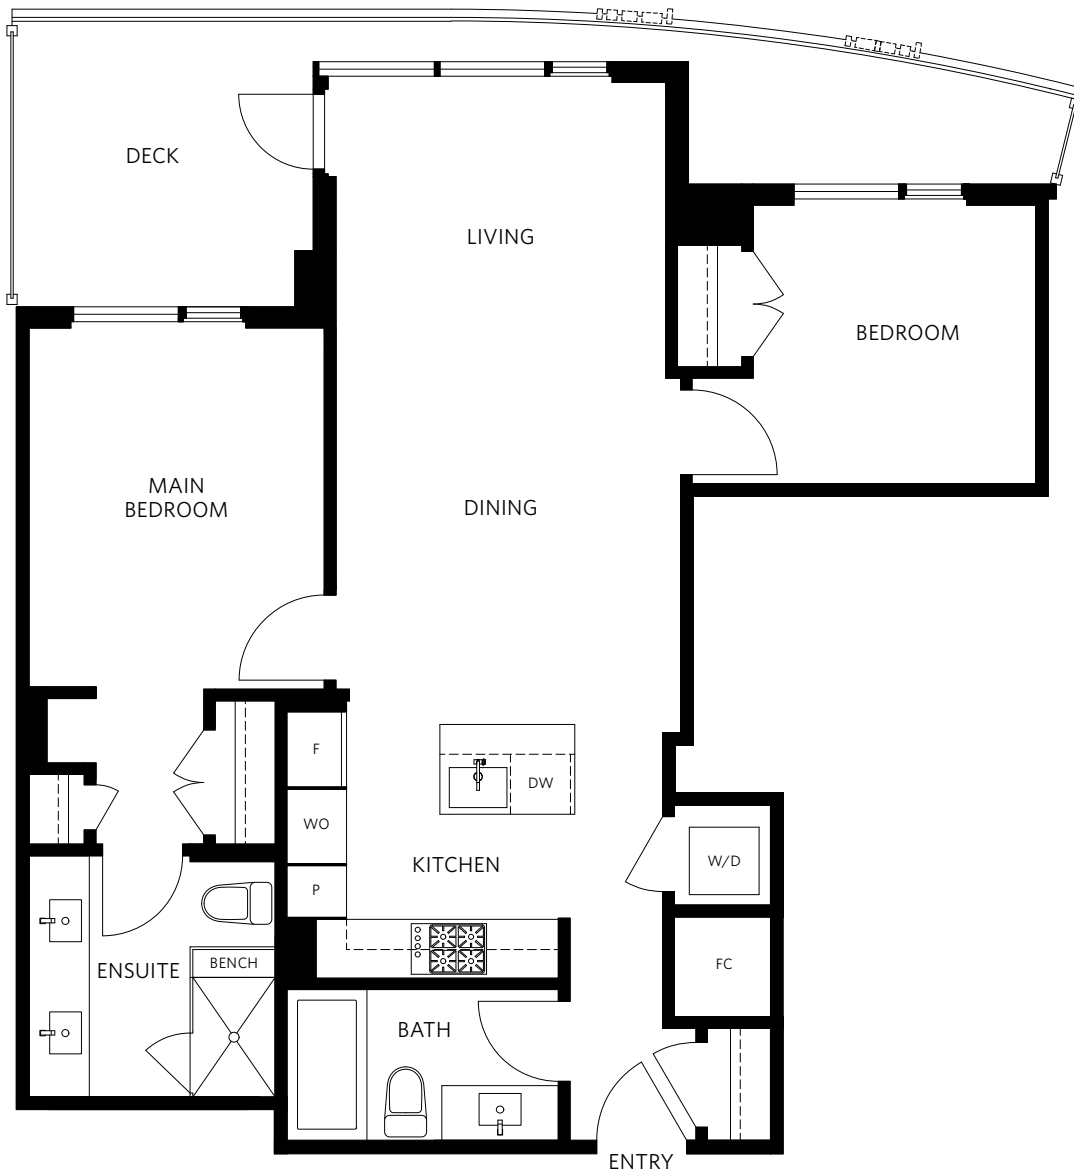 DECK
LIVING
BEDROOM
MAIN
BEDROOM
DINING
F
DW
WO
KITCHEN
W/D
P
BENCH
FC
ENSUITE
BATH
ENTRY